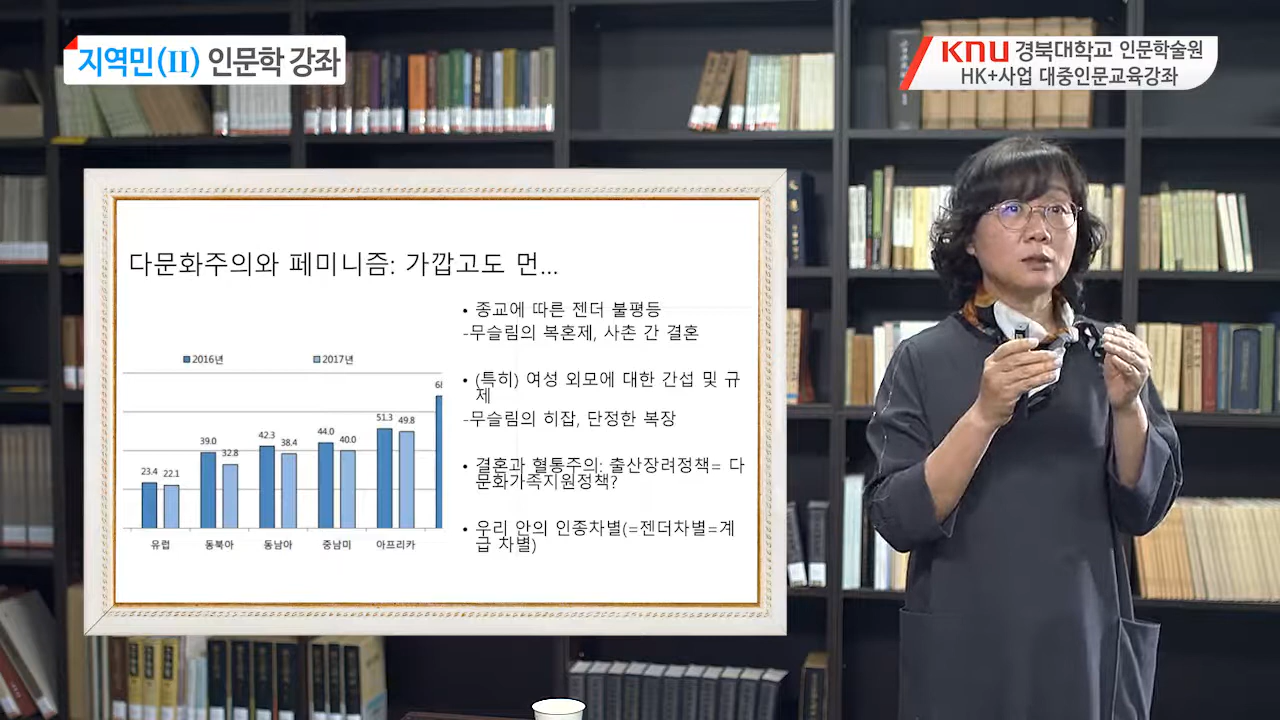 지역민(II) 인문학 강좌
KNU 경북대학교 인문학술원
HK+사업 대중인문교육강좌
다문화주의와 페미니즘: 가깝고도 먼...
2016년 2017년
23.4 22.1 39.0 32.8 42.3 38.4 44.0 40.0 51.3 49.8
유럽 동북아 동남아 중남미 아프리카
• 종교에 따른 젠더 불평등
-무슬림의 복혼제, 사촌 간 결혼
• (특히) 여성 외모에 대한 간섭 및 규
제
-무슬림의 히잡, 단정한 복장
• 결혼과 혈통주의: 출산장려정책= 다
문화가족지원정책?
• 우리 안의 인종차별(=젠더차별=계
급 차별)